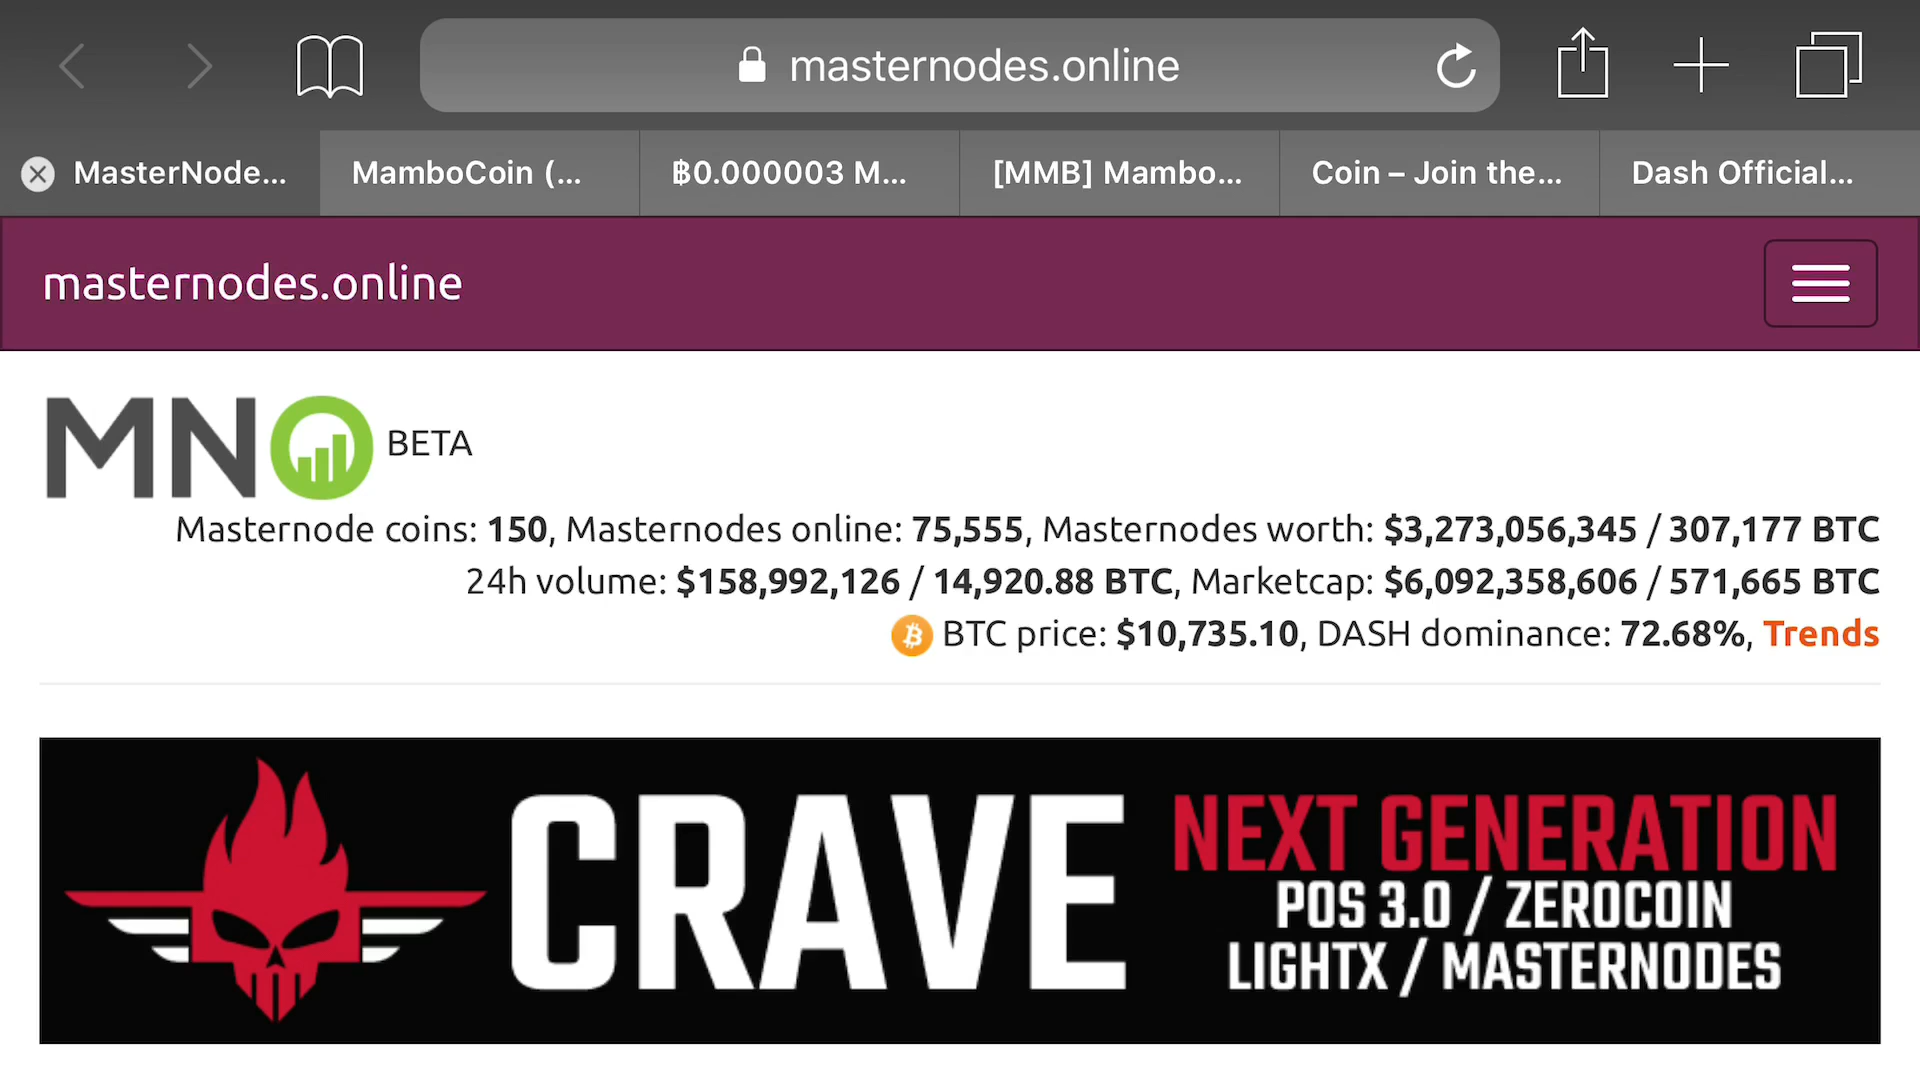 masternodes.online
MasterNode...
MamboCoin (...
฿0.000003 M...
[MMB] Mambo...
Coin – Join the...
Dash Official...
masternodes.online
MNO BETA
Masternode coins: 150, Masternodes online: 75,555, Masternodes worth: $3,273,056,345 / 307,177 BTC
24h volume: $158,992,126 / 14,920.88 BTC, Marketcap: $6,092,358,606 / 571,665 BTC
BTC price: $10,735.10, DASH dominance: 72.68%, Trends
CRAVE
NEXT GENERATION
POS 3.0 / ZEROCOIN
LIGHTX / MASTERNODES